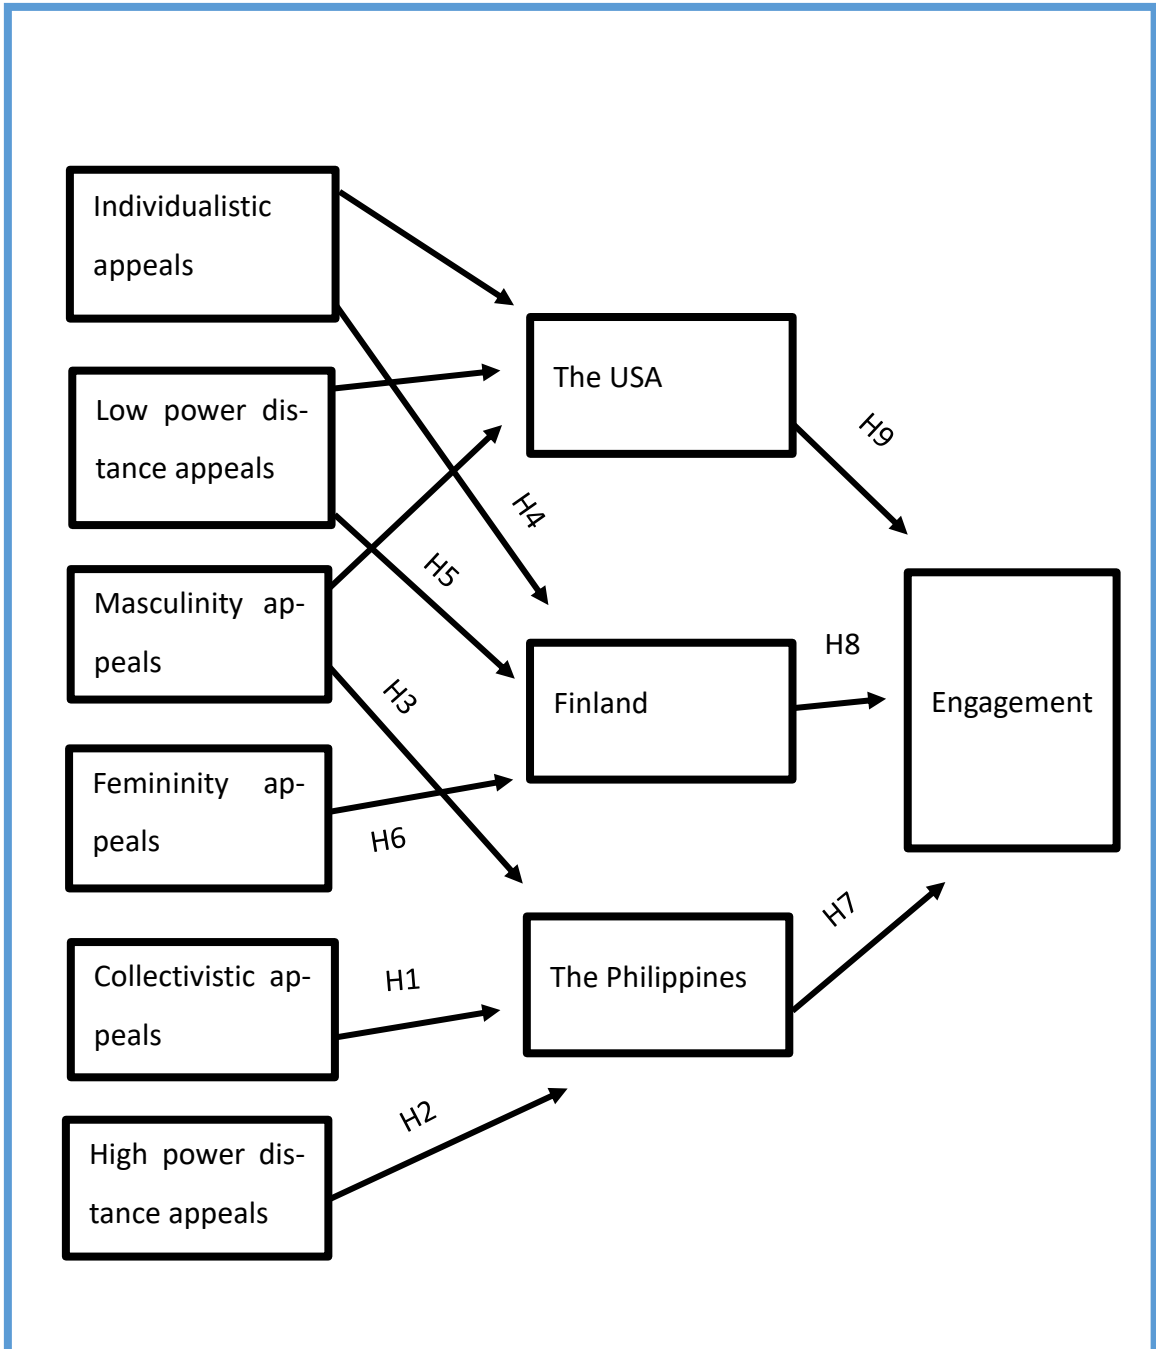 Individualistic
appeals
Low power dis-
tance appeals
Masculinity ap-
peals
Femininity ap-
peals
Collectivistic ap-
peals
High power dis-
tance appeals
H4
H5
H3
H6
H1
H2
The USA
Finland
The Philippines
H9
H8
H7
Engagement